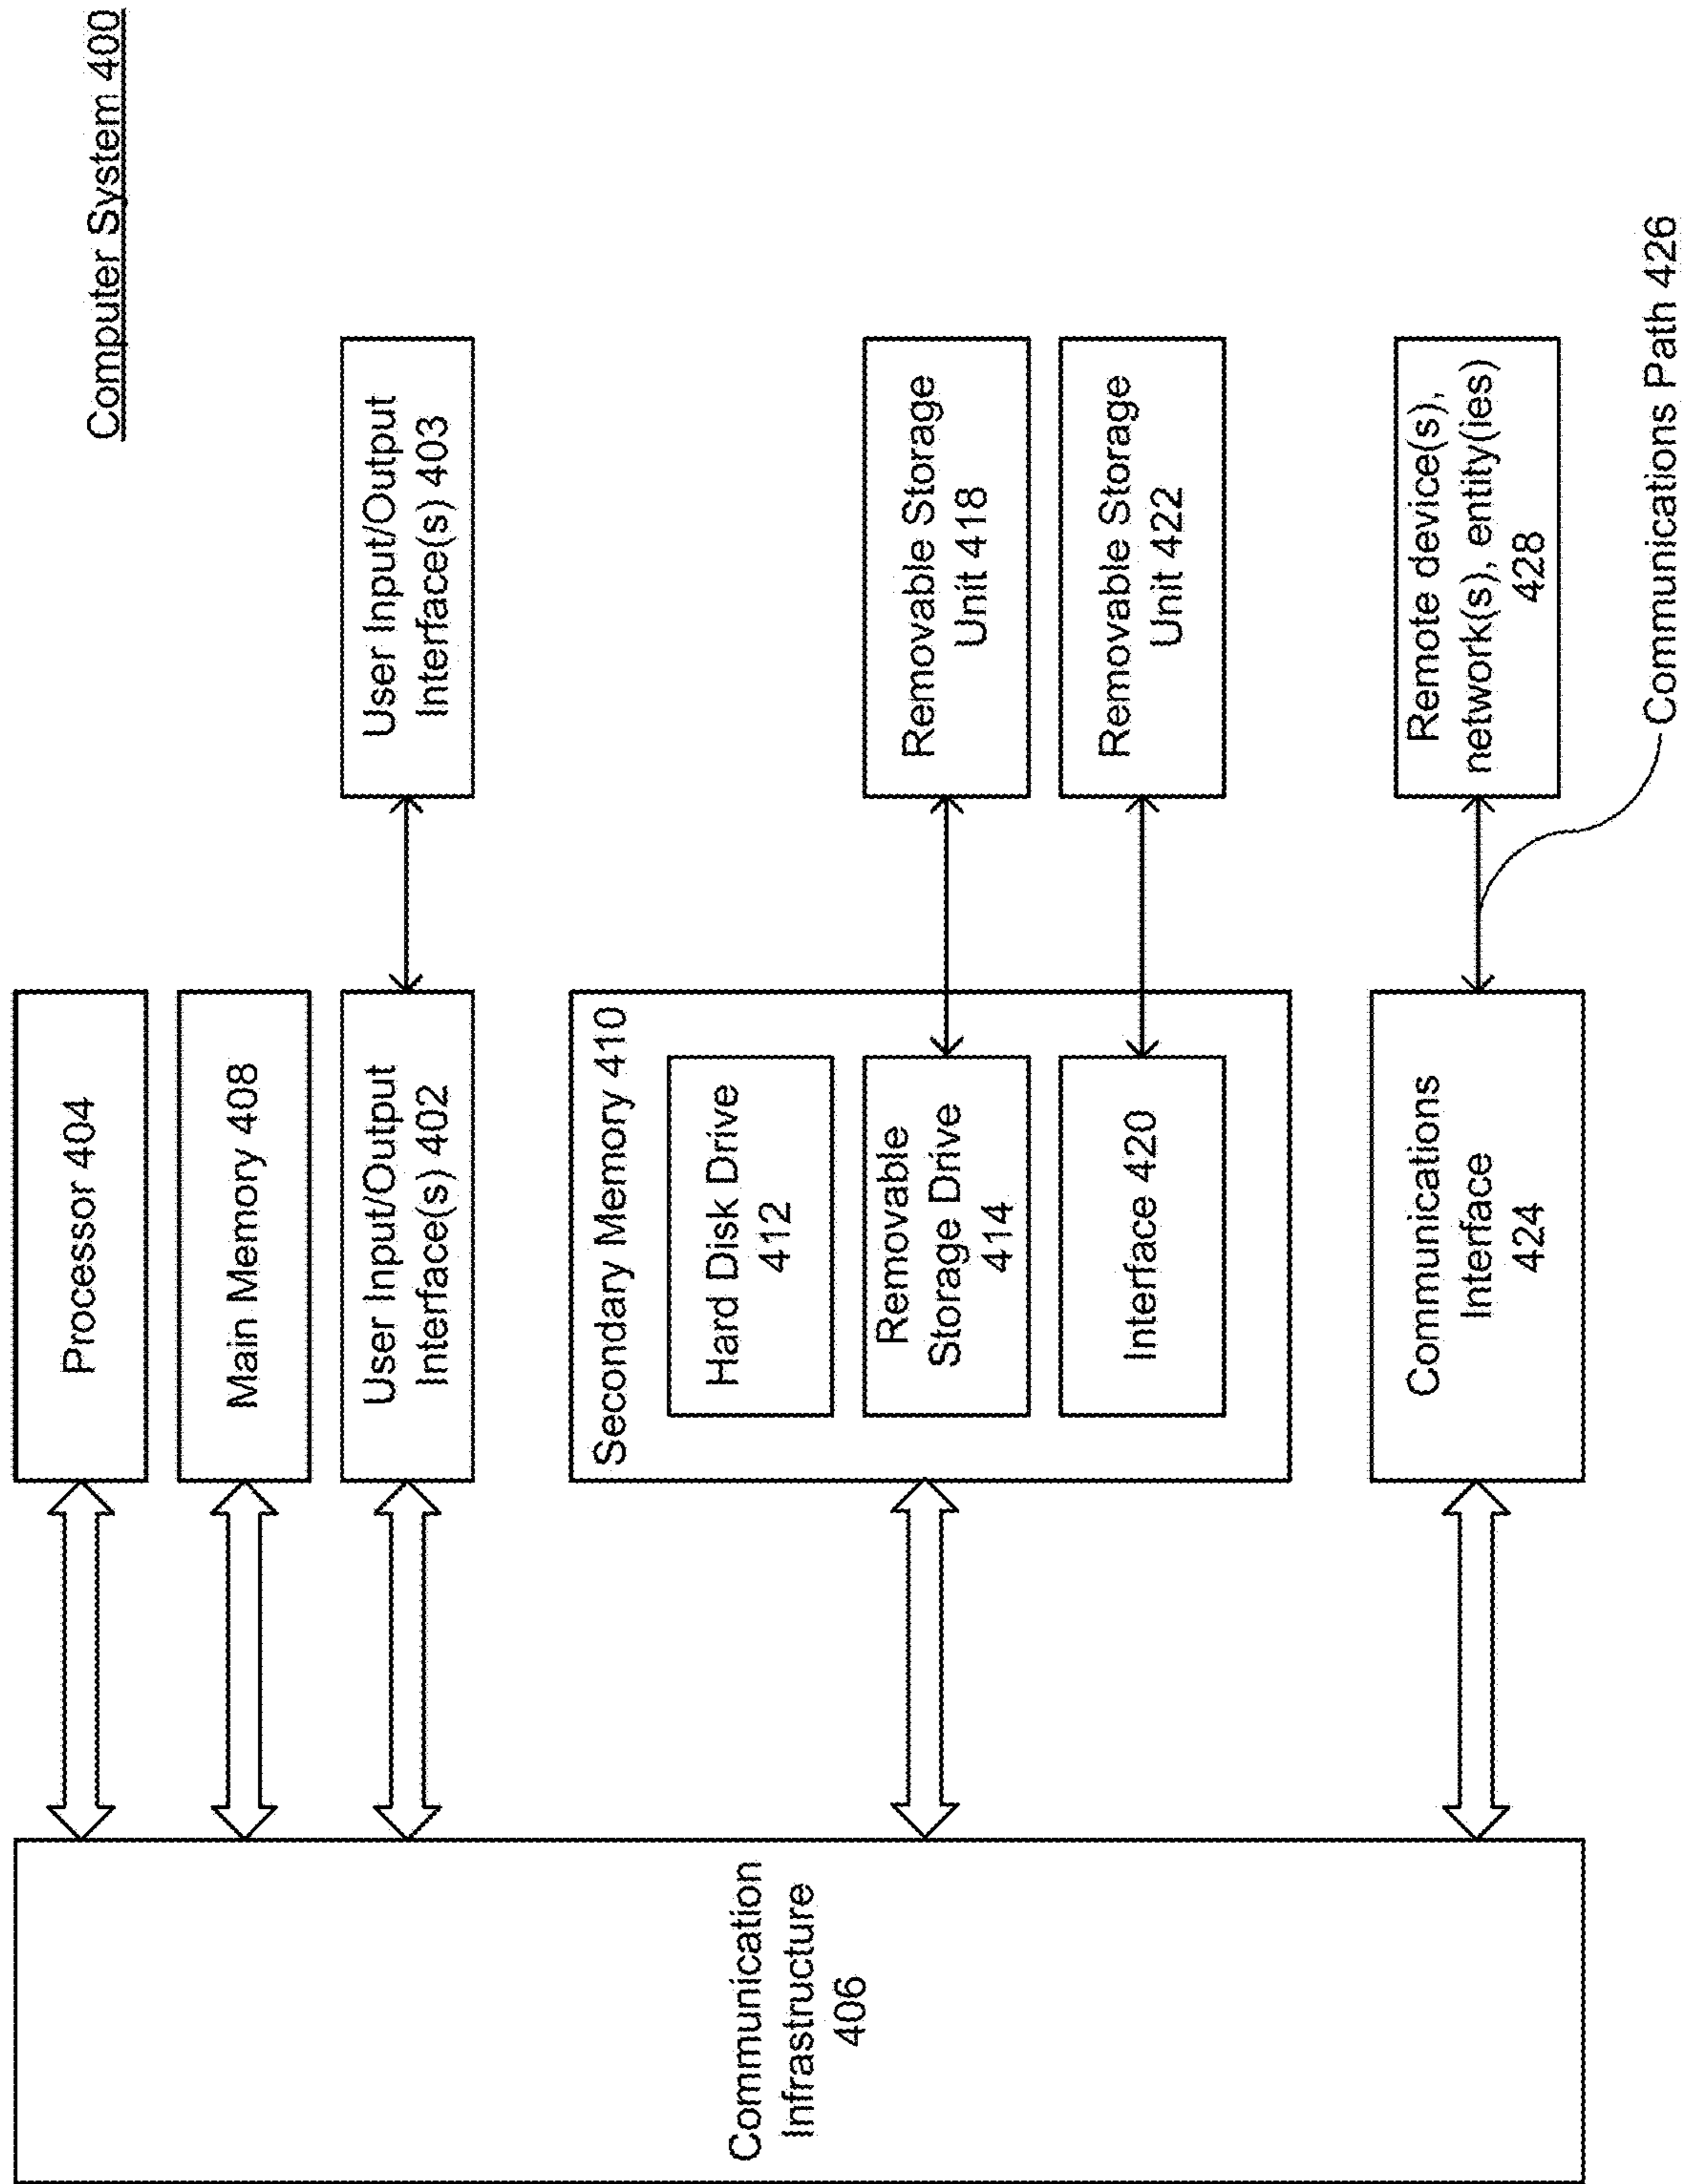 Computer System 400
Processor 404
Main Memory 408
User Input/Output
Interface(s) 402
User Input/Output
Interface(s) 403
Communication
Infrastructure
406
Secondary Memory 410
Hard Disk Drive
412
Removable
Storage Drive
414
Removable Storage
Unit 418
Interface 420
Removable Storage
Unit 422
Communications
Interface
424
Remote device(s),
network(s), entity(ies)
428
Communications Path 426